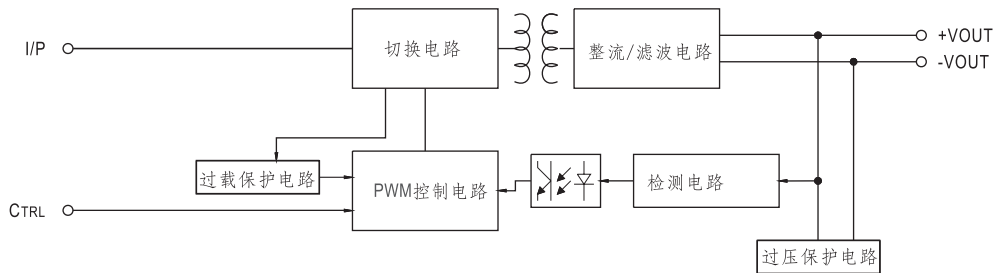 I/P
切换电路
整流/滤波电路
+VOUT
-VOUT
过载保护电路
PWM控制电路
检测电路
CTRL
过压保护电路